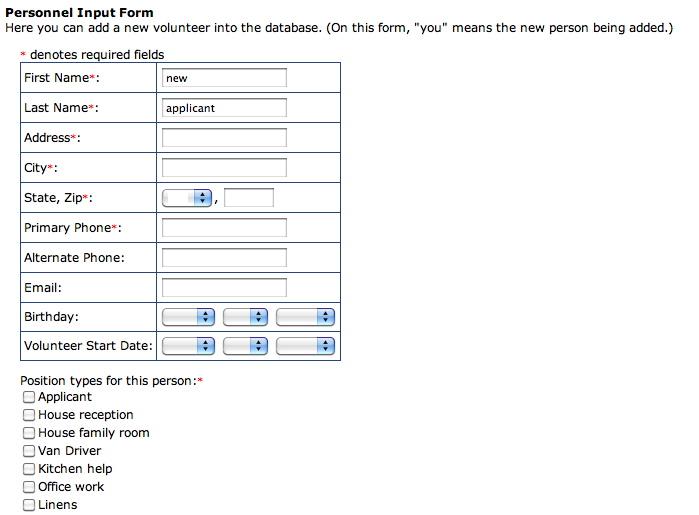 Personnel Input Form
Here you can add a new volunteer into the database. (On this form, "you" means the new person being added.)
* denotes required fields
First Name*: new
Last Name*: applicant
Address*:
City*:
State, Zip*: ,
Primary Phone*:
Alternate Phone:
Email:
Birthday:
Volunteer Start Date:
Position types for this person:*
Applicant
House reception
House family room
Van Driver
Kitchen help
Office work
Linens